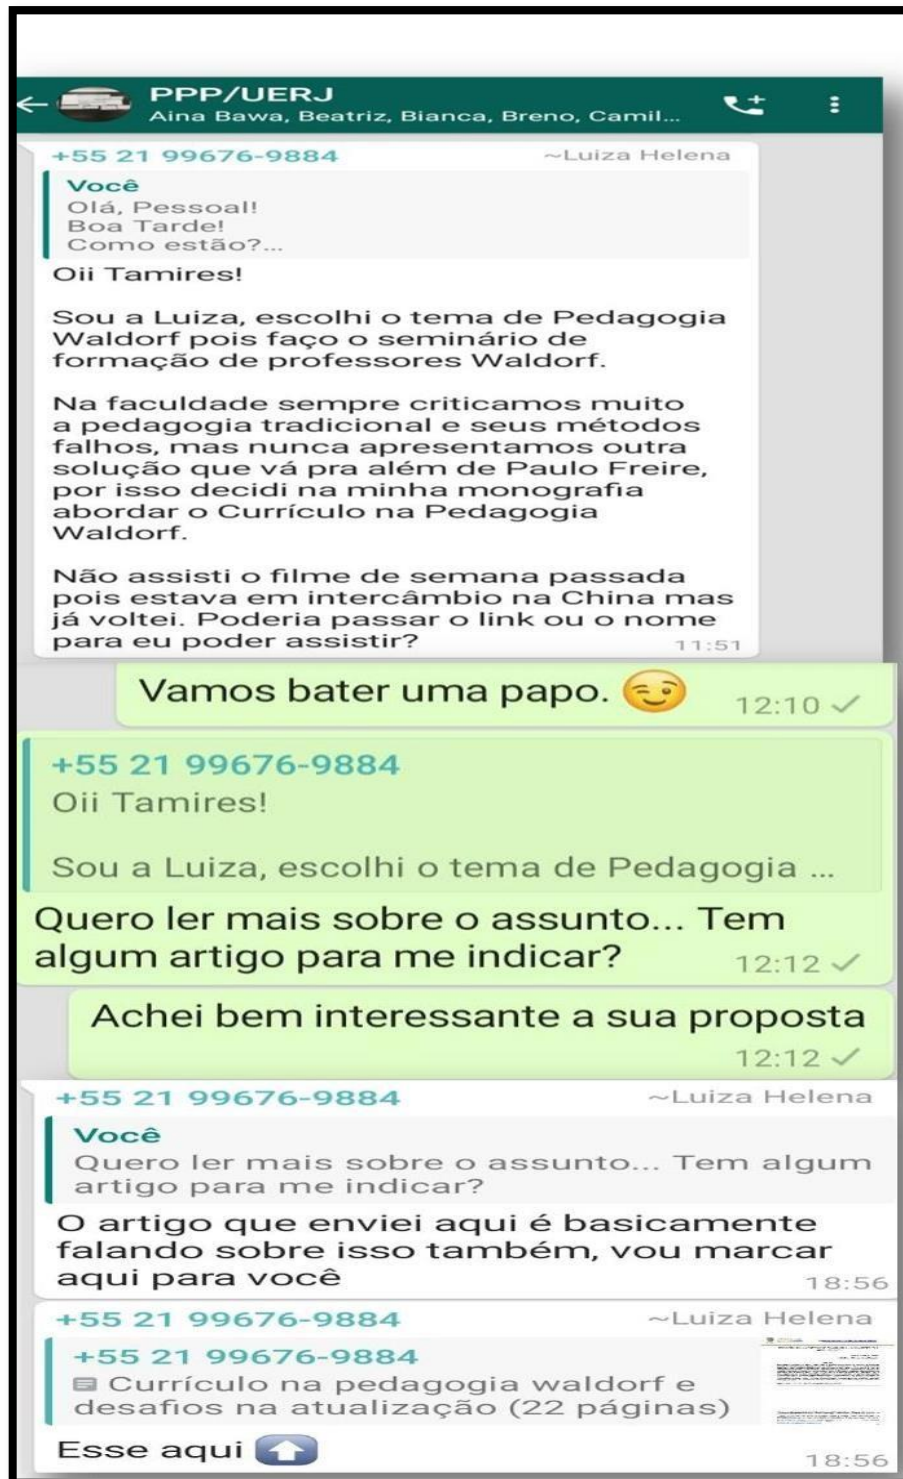 PPP/UERJ
Aina Bawa, Beatriz, Bianca, Breno, Camil...
+55 21 99676-9884 ~Luiza Helena
Você
Olá, Pessoal!
Boa Tarde!
Como estão?...
Oii Tamires!
Sou a Luiza, escolhi o tema de Pedagogia
Waldorf pois faço o seminário de
formação de professores Waldorf.
Na faculdade sempre criticamos muito
a pedagogia tradicional e seus métodos
falhos, mas nunca apresentamos outra
solução que vá pra além de Paulo Freire,
por isso decidi na minha monografia
abordar o Currículo na Pedagogia
Waldorf.
Não assisti o filme de semana passada
pois estava em intercâmbio na China mas
já voltei. Poderia passar o link ou o nome
para eu poder assistir? 11:51
Vamos bater uma papo. 😉 12:10
+55 21 99676-9884
Oii Tamires!
Sou a Luiza, escolhi o tema de Pedagogia ...
Quero ler mais sobre o assunto... Tem
algum artigo para me indicar? 12:12
Achei bem interessante a sua proposta
12:12
+55 21 99676-9884 ~Luiza Helena
Você
Quero ler mais sobre o assunto... Tem algum
artigo para me indicar?
O artigo que enviei aqui é basicamente
falando sobre isso também, vou marcar
aqui para você 18:56
+55 21 99676-9884 ~Luiza Helena
+55 21 99676-9884
Currículo na pedagogia waldorf e
desafios na atualização (22 páginas)
Esse aqui ⬆ 18:56